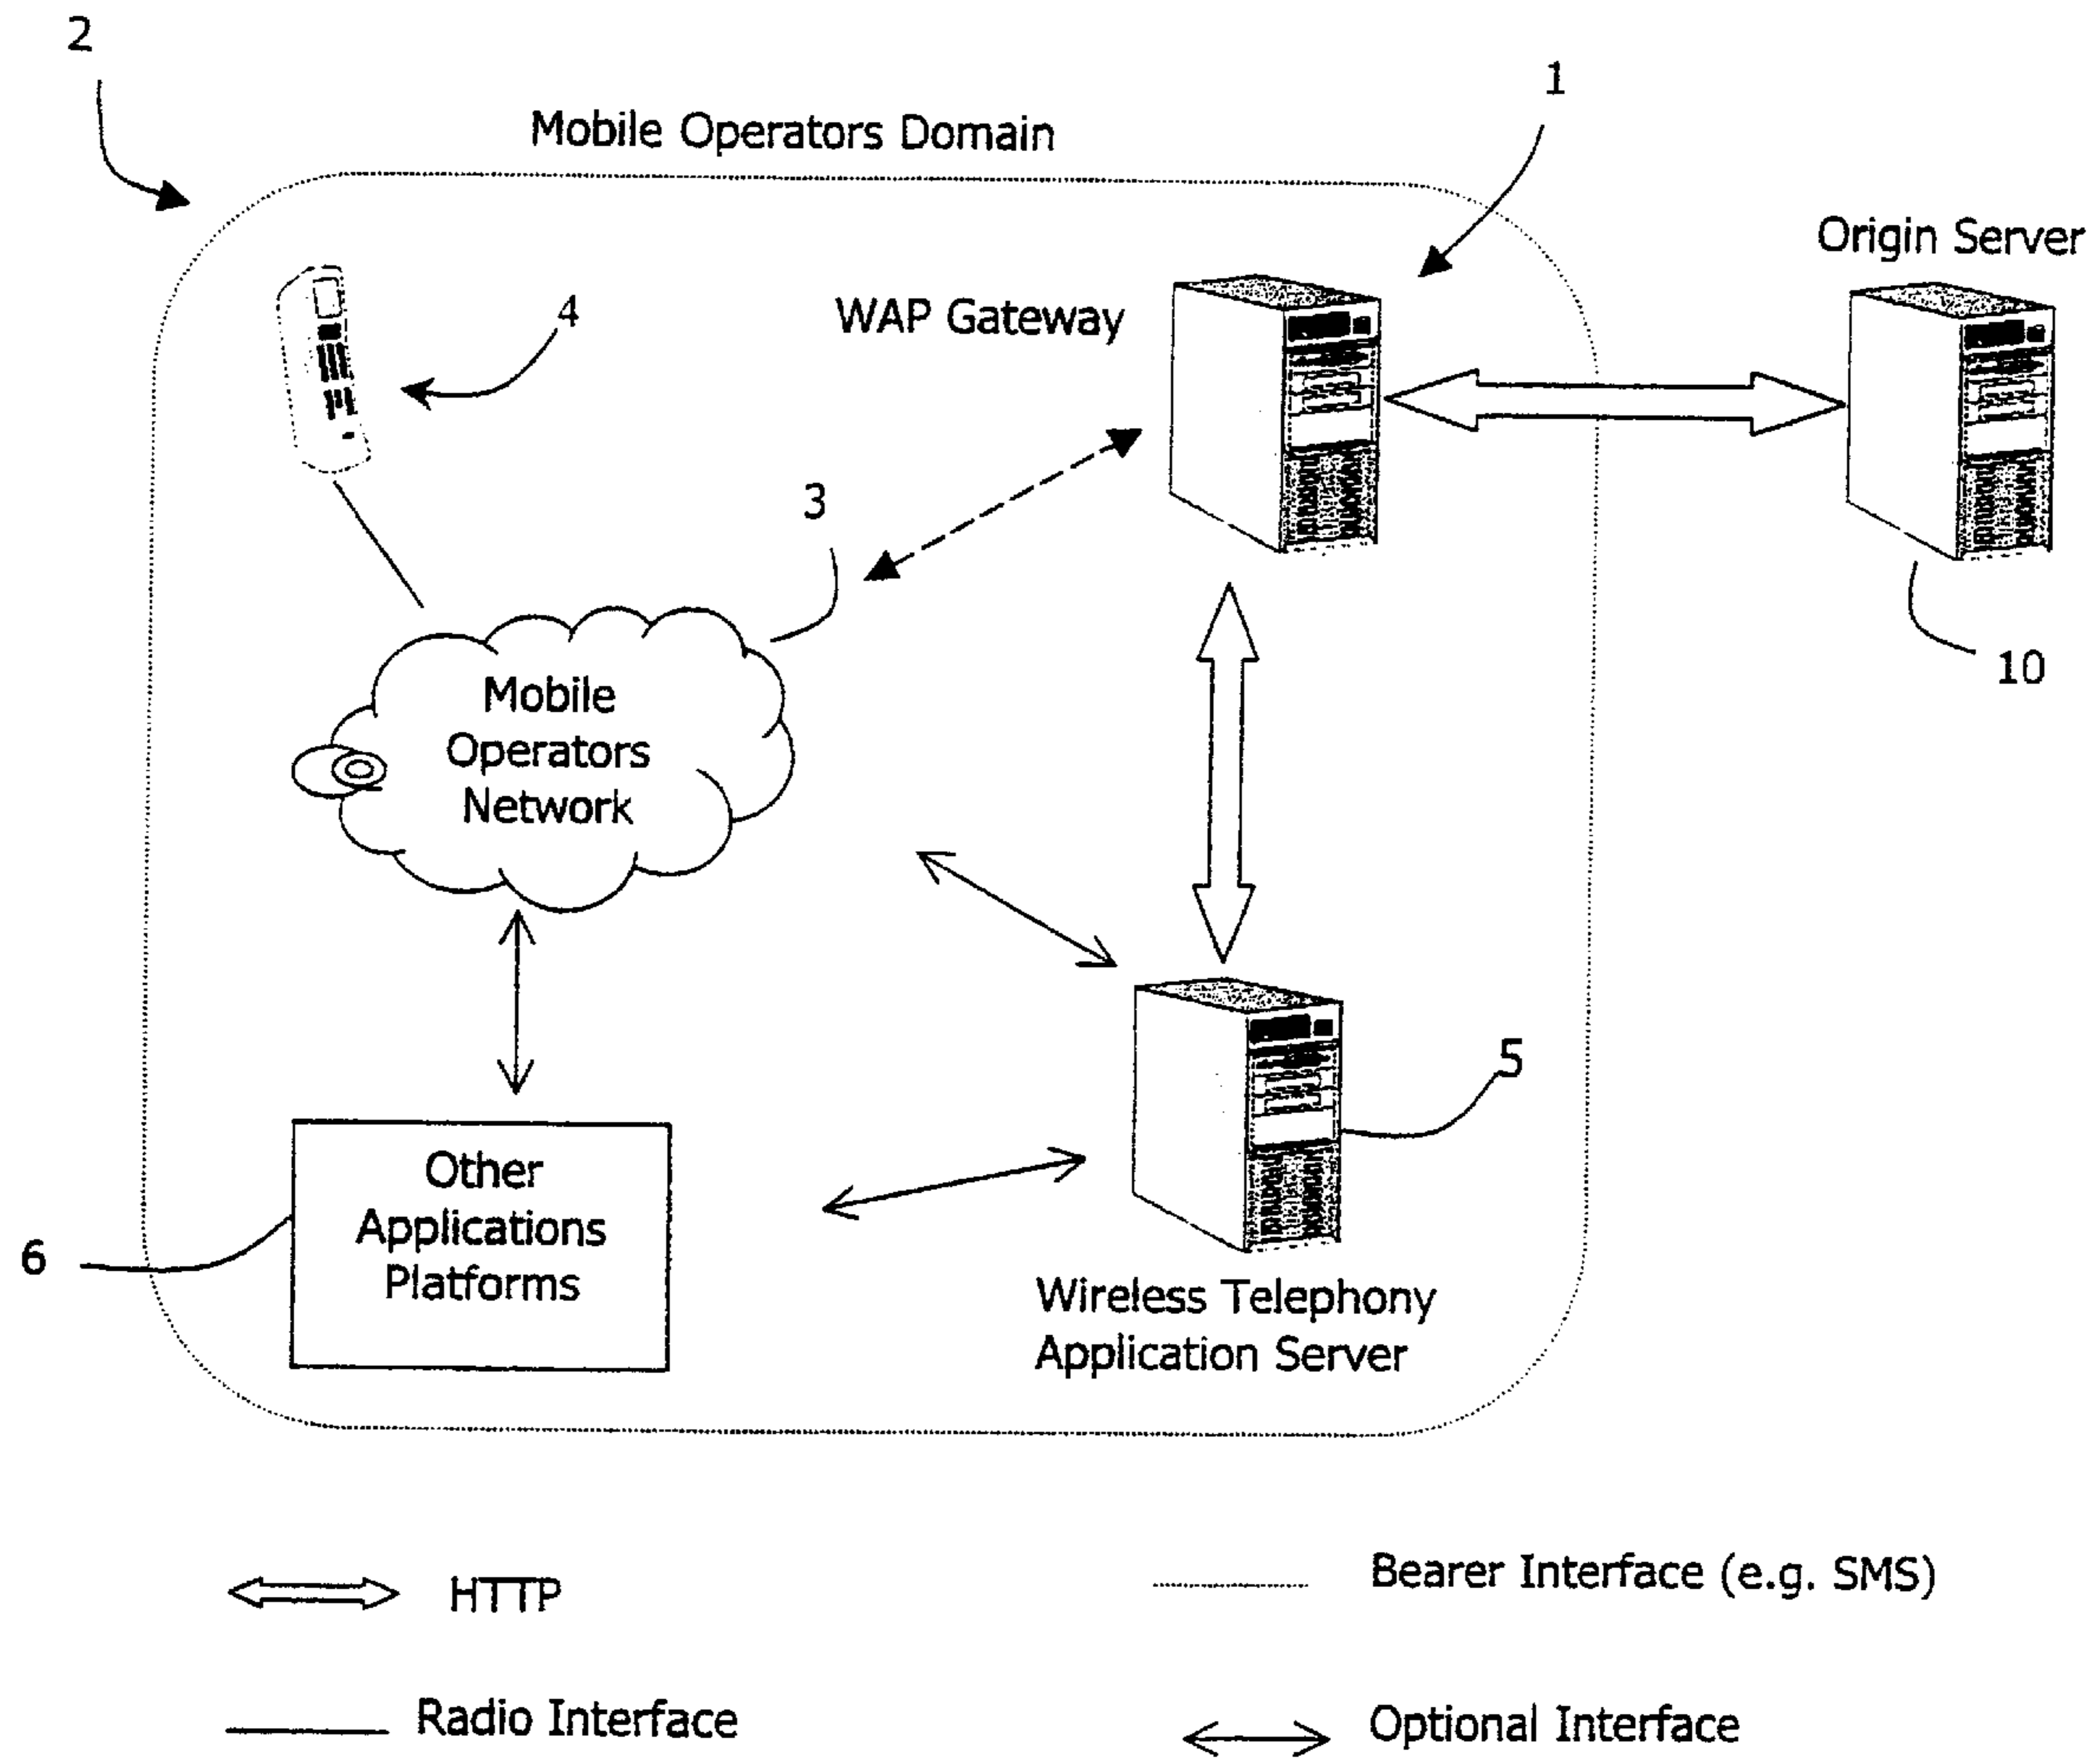 2
1
Mobile Operators Domain
Origin Server
4
WAP Gateway
3
10
Mobile
Operators
Network
5
Other
Applications
Platforms
6
Wireless Telephony
Application Server
HTTP
Bearer Interface (e.g. SMS)
Radio Interface
Optional Interface